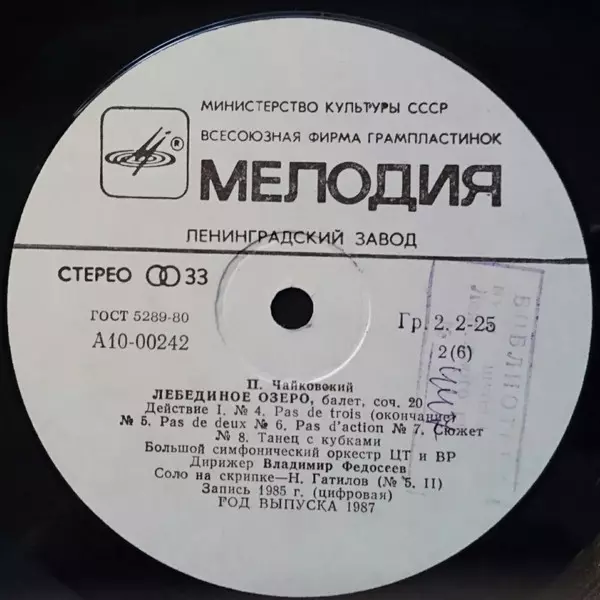 МИНИСТЕРСТВО КУЛЬТУРЫ СССР
ВСЕСОЮЗНАЯ ФИРМА ГРАМПЛАСТИНОК
®
МЕЛОДИЯ
ЛЕНИНГРАДСКИЙ ЗАВОД
СТЕРЕО 33
ГОСТ 5289-80
Гр. 2. 2-25
А10-00242
2(6)
П. Чайковский
ЛЕБЕДИНОЕ ОЗЕРО, балет, соч. 20
Действие I. № 4. Pas de trois (окончание)
№ 5. Pas de deux № 6. Pas d'action № 7. Сюжет
№ 8. Танец с кубками
Большой симфонический оркестр ЦТ и ВР
Дирижер Владимир Федосеев
Соло на скрипке—Н. Гатилов (№ 5. II)
Запись 1985 г. (цифровая)
ГОД ВЫПУСКА 1987